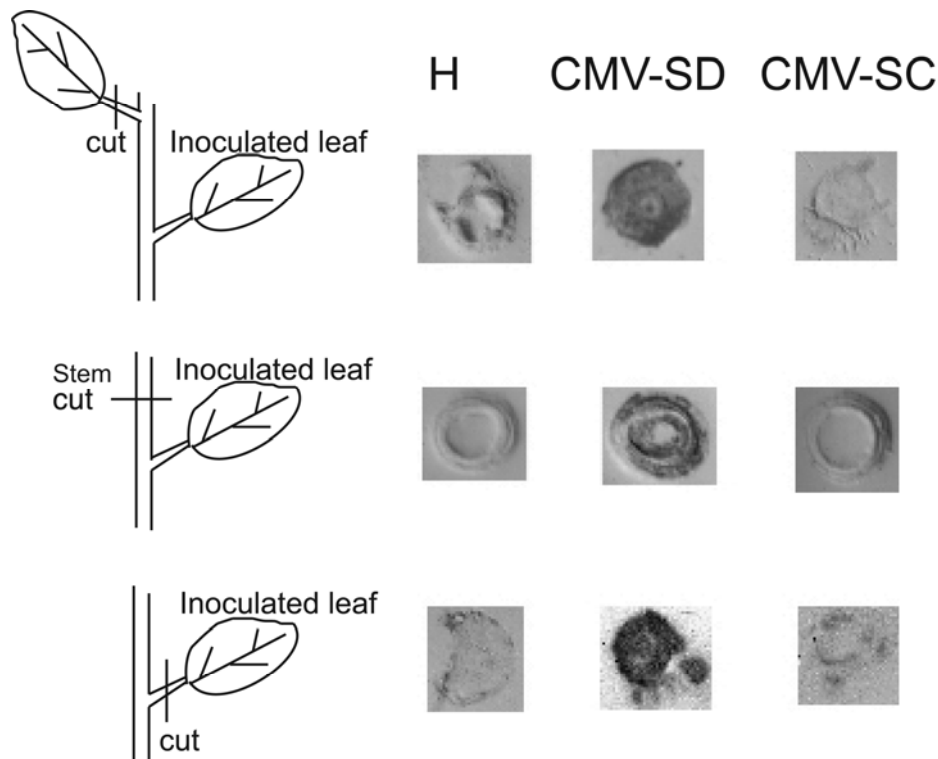 H CMV-SD CMV-SC
cut
Inoculated leaf
Stem
cut
Inoculated leaf
Inoculated leaf
cut